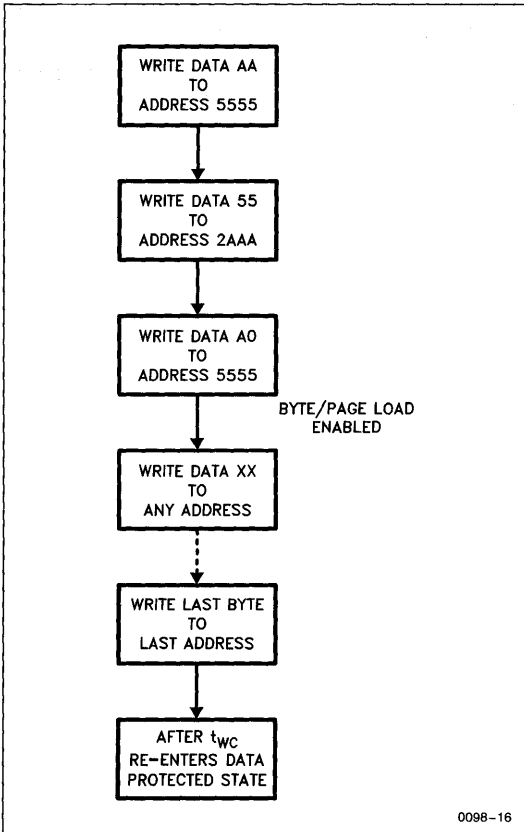 WRITE DATA AA
TO
ADDRESS 5555
WRITE DATA 55
TO
ADDRESS 2AAA
WRITE DATA A0
TO
ADDRESS 5555
BYTE/PAGE LOAD
ENABLED
WRITE DATA XX
TO
ANY ADDRESS
WRITE LAST BYTE
TO
LAST ADDRESS
AFTER tWC
RE-ENTERS DATA
PROTECTED STATE
0098-16